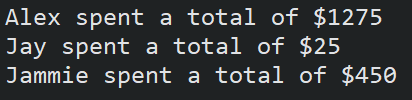 Alex spent a total of $1275
Jay spent a total of $25
Jammie spent a total of $450